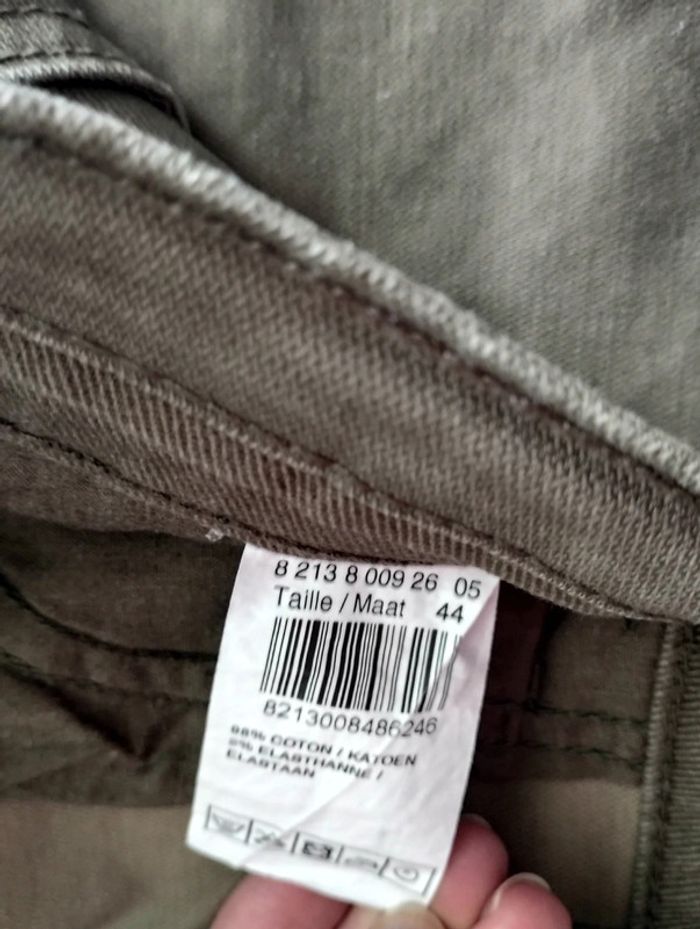 8 213 8 009 26 05
Taille / Maat 44
8213008486246
98% COTON / KATOEN
2% ELASTHANNE /
ELASTAAN